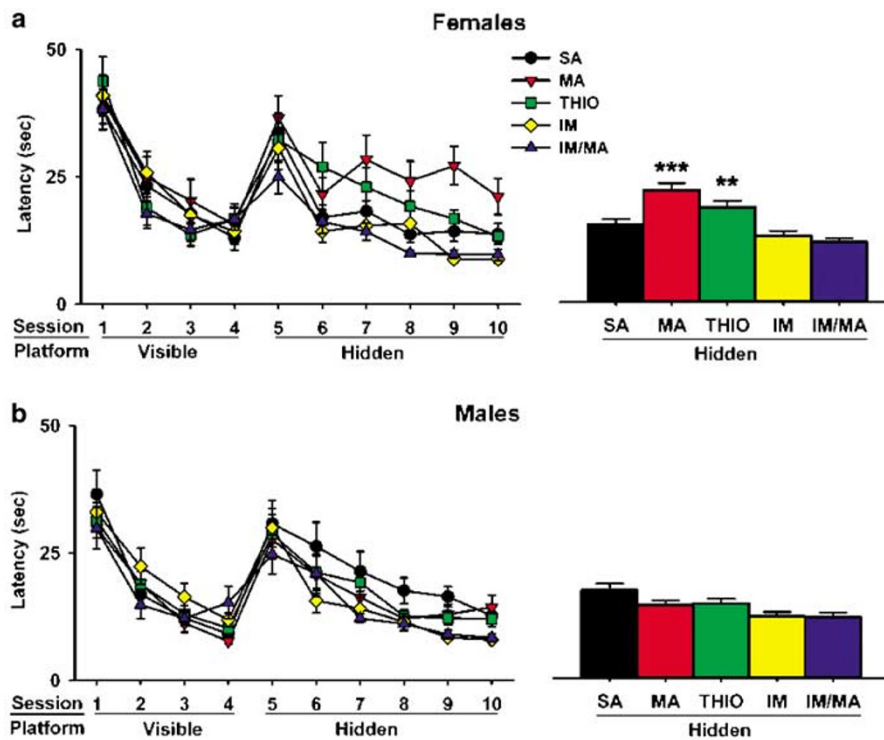 a
Females
50
25
0
Latency (sec)
SA
MA
THIO
IM
IM/MA
*** **
SA MA THIO IM IM/MA
Hidden
Session 1 2 3 4 5 6 7 8 9 10
Platform Visible Hidden
b
Males
50
25
0
Latency (sec)
SA MA THIO IM IM/MA
Hidden
Session 1 2 3 4 5 6 7 8 9 10
Platform Visible Hidden